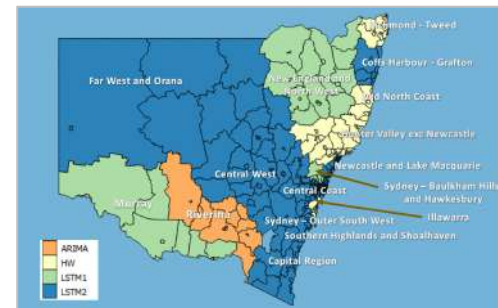 Richmond - Tweed
Coffs Harbour - Grafton
New England and
North West
Far West and Orana
Mid North Coast
Hunter Valley exc Newcastle
Newcastle and Lake Macquarie
Central West
Sydney – Baulkham Hills
and Hawkesbury
Central Coast
Murray
Riverina
Illawarra
Sydney – Outer South West
Southern Highlands and Shoalhaven
Capital Region
ARIMA
HW
LSTM1
LSTM2